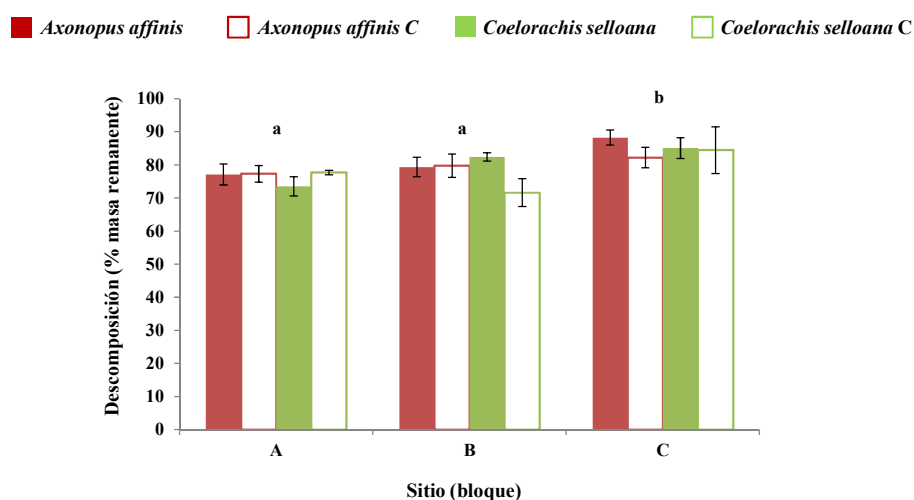 Axonopus affinis Axonopus affinis C Coelorachis selloana Coelorachis selloana C
Descomposición (% masa remanente)
100
90
80
70
60
50
40
30
20
10
0
a a b
A B C
Sitio (bloque)